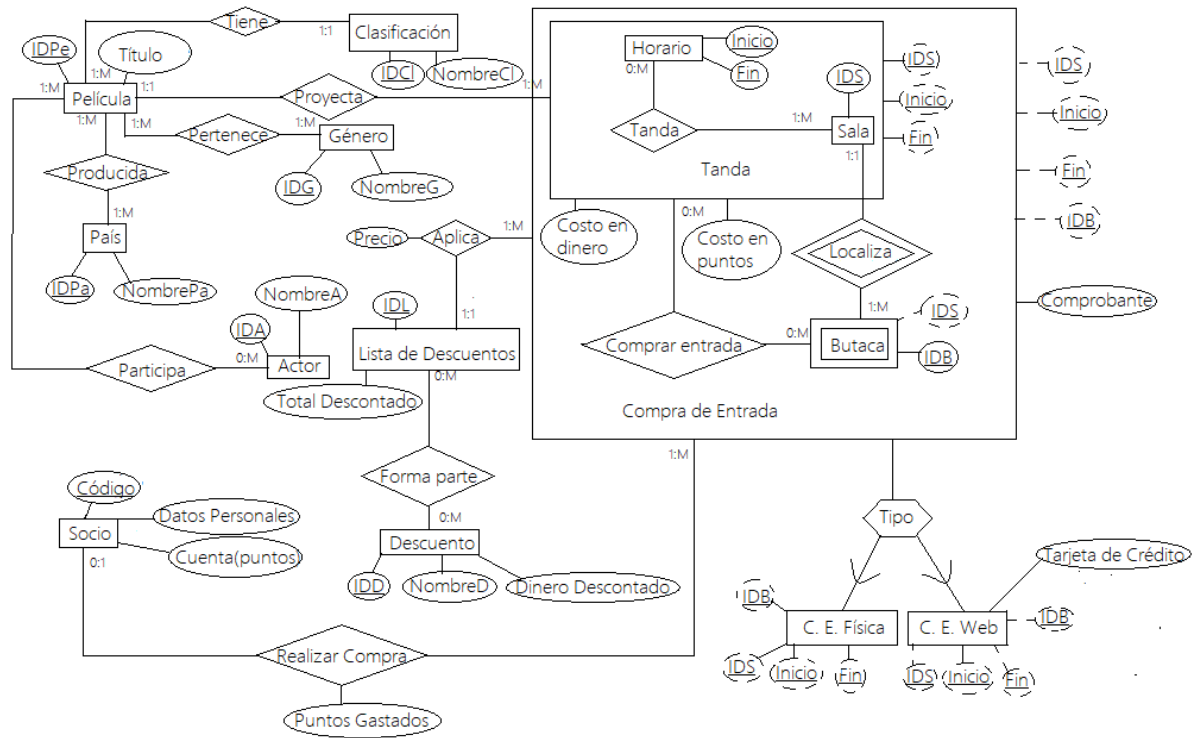 Tiene
1:1
Clasificación
IDPe
Título
IDCl
NombreCl
1:M
1:M
1:1
Película
Proyecta
1:M
1:M
1:M
Pertenece
1:M
Género
IDG
NombreG
Producida
1:M
País
IDPa
NombrePa
Horario
Inicio
Fin
0:M
IDS
Tanda
1:M
Sala
1:1
Tanda
IDS
Inicio
Fin
IDS
Inicio
Fin
IDB
Precio
Aplica
1:M
Costo en
dinero
0:M
Costo en
puntos
Localiza
1:M
Comprobante
NombreA
IDA
0:M
Actor
Participa
IDL
1:1
Lista de Descuentos
0:M
Total Descontado
Comprar entrada
0:M
Butaca
IDS
IDB
Compra de Entrada
1:M
Forma parte
0:M
Descuento
IDD
NombreD
Dinero Descontado
Código
Socio
0:1
Datos Personales
Cuenta(puntos)
Tipo
Tarjeta de Crédito
IDB
C. E. Física
C. E. Web
IDB
IDS
Inicio
Fin
IDS
Inicio
Fin
Realizar Compra
Puntos Gastados